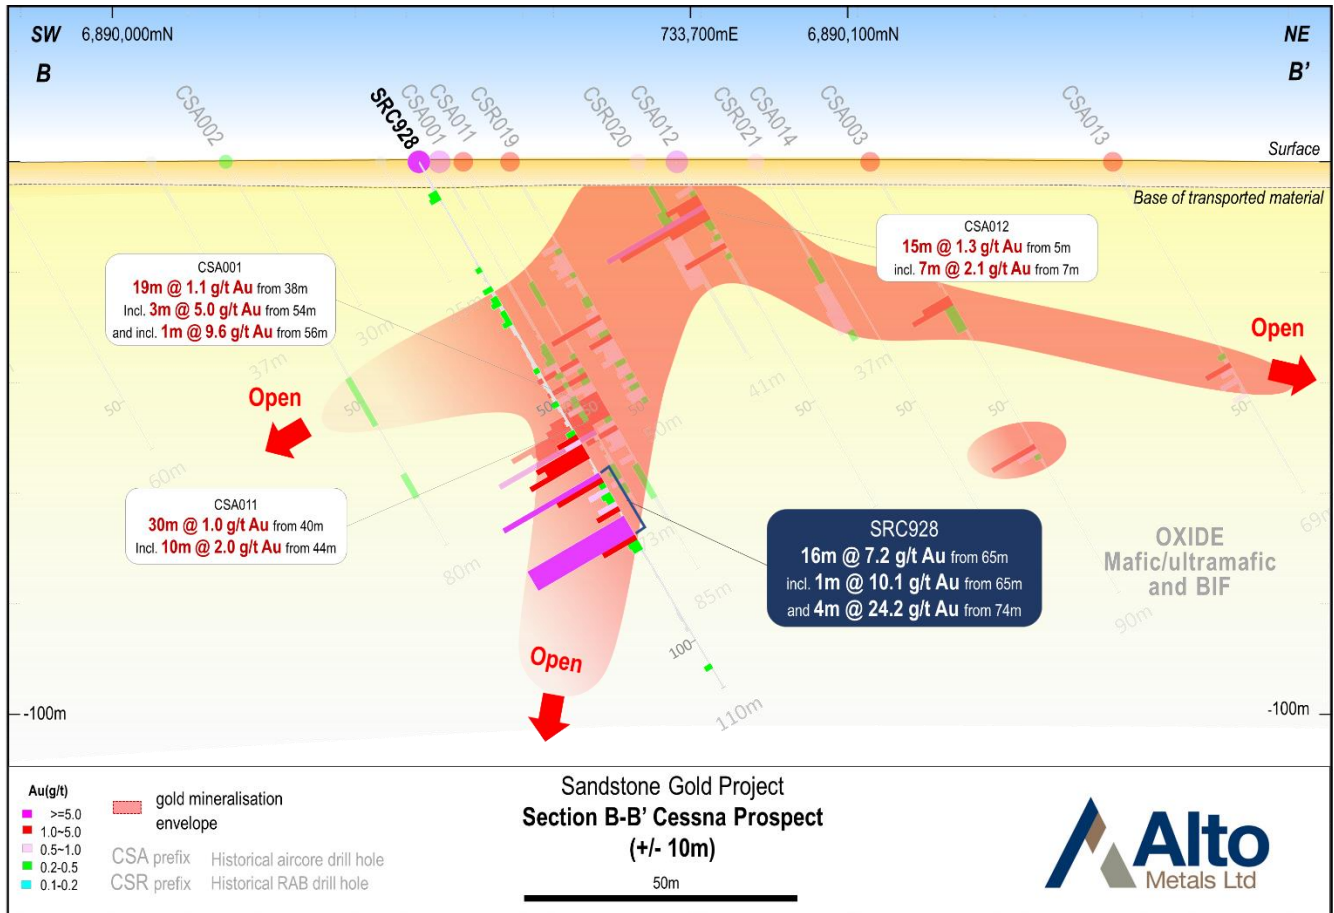 SW 6,890,000mN 733,700mE 6,890,100mN NE
B B’
CSA002
SRC928
CSA001
CSA011
CSR019
CSR020
CSA012
CSR021
CSA014
CSA003
CSA013
Surface
Base of transported material
CSA001
19m @ 1.1 g/t Au from 38m
Incl. 3m @ 5.0 g/t Au from 54m
and incl. 1m @ 9.6 g/t Au from 56m
CSA012
15m @ 1.3 g/t Au from 5m
incl. 7m @ 2.1 g/t Au from 7m
Open
Open
30m
37m
41m
37m
50-
50-
50-
50-
50-
50-
50-
60m
80m
73m
85m
69m
90m
CSA011
30m @ 1.0 g/t Au from 40m
Incl. 10m @ 2.0 g/t Au from 44m
SRC928
16m @ 7.2 g/t Au from 65m
incl. 1m @ 10.1 g/t Au from 65m
and 4m @ 24.2 g/t Au from 74m
OXIDE
Mafic/ultramafic
and BIF
Open
100-
110m
-100m -100m
Au(g/t)
>=5.0
1.0~5.0
0.5~1.0
0.2-0.5
0.1-0.2
gold mineralisation
envelope
CSA prefix Historical aircore drill hole
CSR prefix Historical RAB drill hole
Sandstone Gold Project
Section B-B’ Cessna Prospect
(+/- 10m)
50m
Alto
Metals Ltd